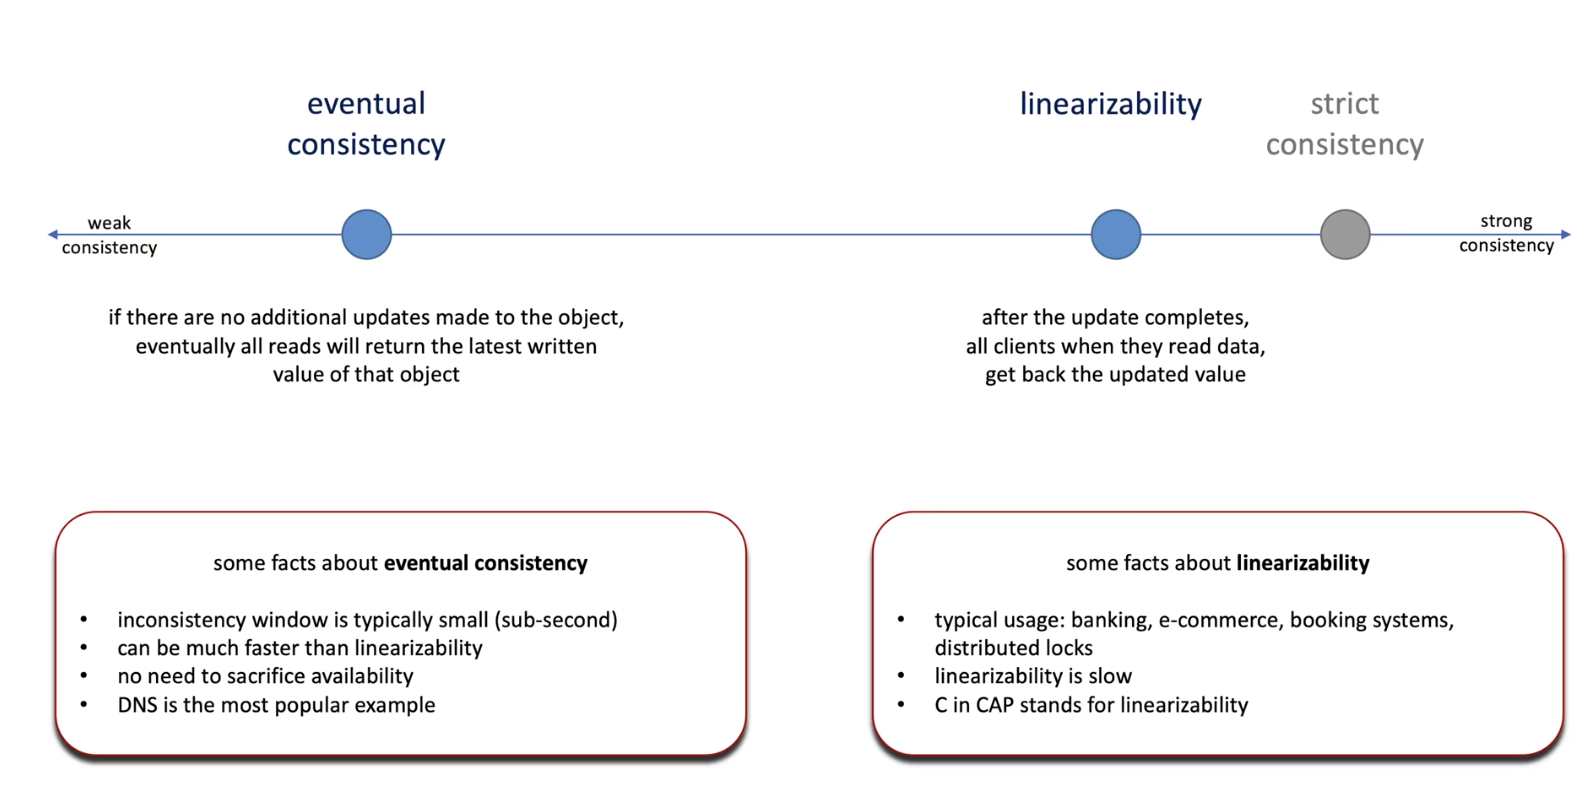 eventual
consistency
linearizability
strict
consistency
weak
consistency
strong
consistency
if there are no additional updates made to the object,
eventually all reads will return the latest written
value of that object
after the update completes,
all clients when they read data,
get back the updated value
some facts about eventual consistency
• inconsistency window is typically small (sub-second)
• can be much faster than linearizability
• no need to sacrifice availability
• DNS is the most popular example
some facts about linearizability
• typical usage: banking, e-commerce, booking systems,
distributed locks
• linearizability is slow
• C in CAP stands for linearizability